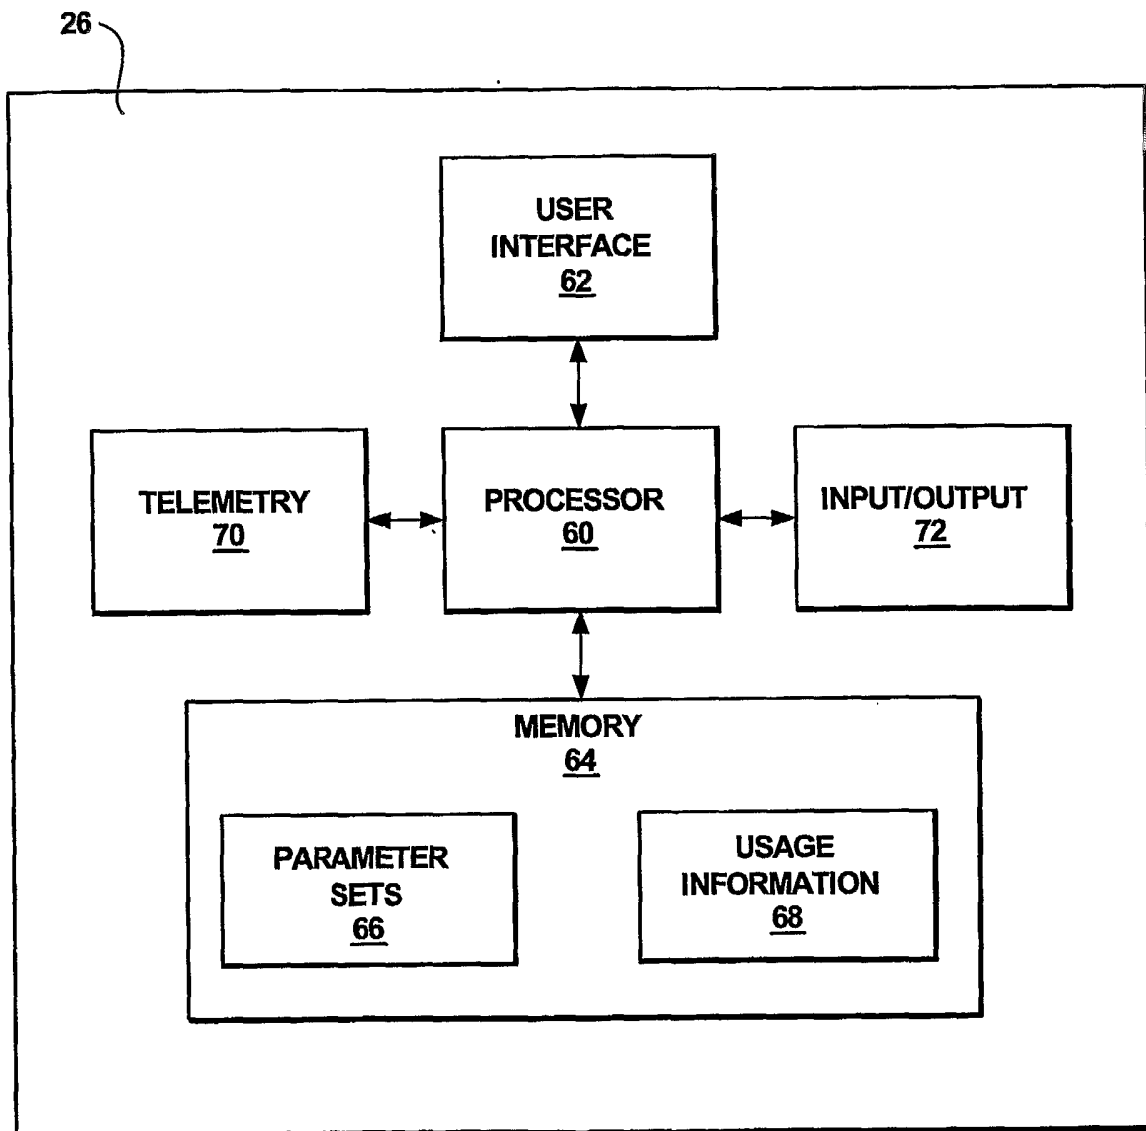 26
USER
INTERFACE
62
TELEMETRY
70
PROCESSOR
60
INPUT/OUTPUT
72
MEMORY
64
PARAMETER
SETS
66
USAGE
INFORMATION
68